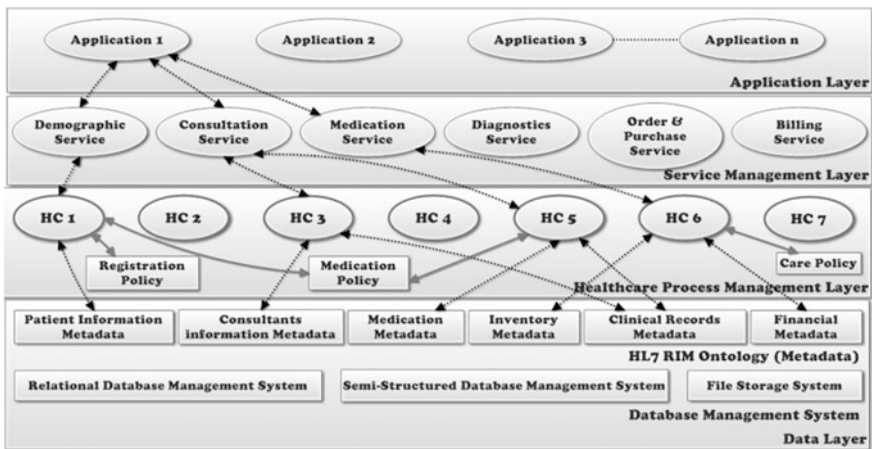 Application 1
Application 2
Application 3
Application n
Application Layer
Demographic
Service
Consultation
Service
Medication
Service
Diagnostics
Service
Order &
Purchase
Service
Billing
Service
Service Management Layer
HC 1
HC 2
HC 3
HC 4
HC 5
HC 6
HC 7
Registration
Policy
Medication
Policy
Care Policy
Healthcare Process Management Layer
Patient Information
Metadata
Consultants
information Metadata
Medication
Metadata
Inventory
Metadata
Clinical Records
Metadata
Financial
Metadata
HL7 RIM Ontology (Metadata)
Relational Database Management System
Semi-Structured Database Management System
File Storage System
Database Management System
Data Layer